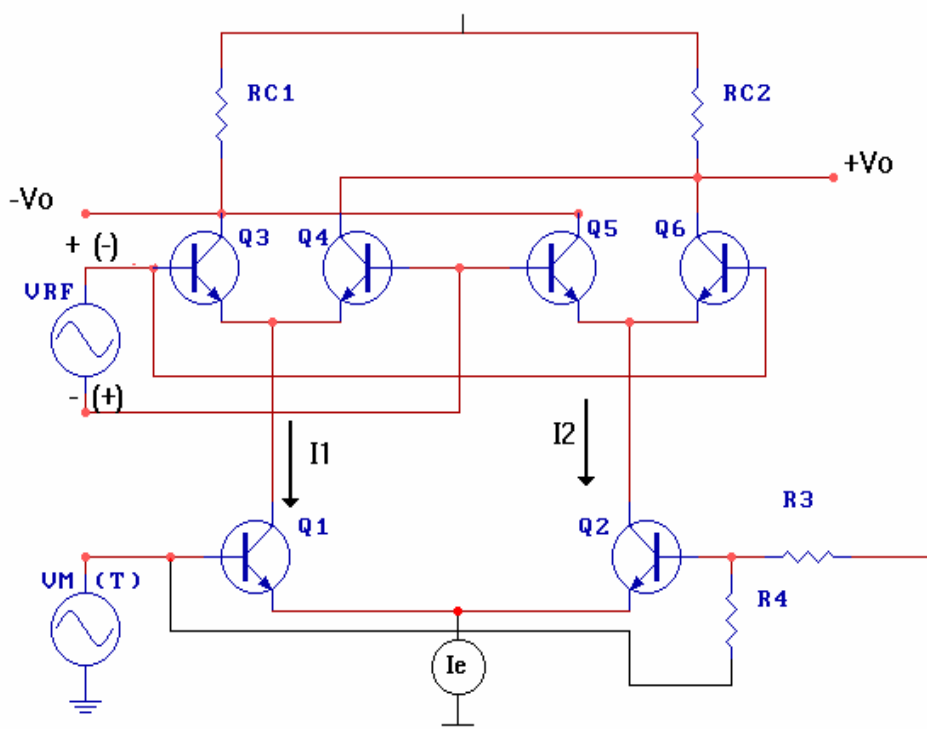 RC1
RC2
-Vo
+Vo
Q3
Q4
Q5
Q6
+ (-)
VRF
- (+)
I1
I2
Q1
Q2
R3
VM (T)
R4
Ie